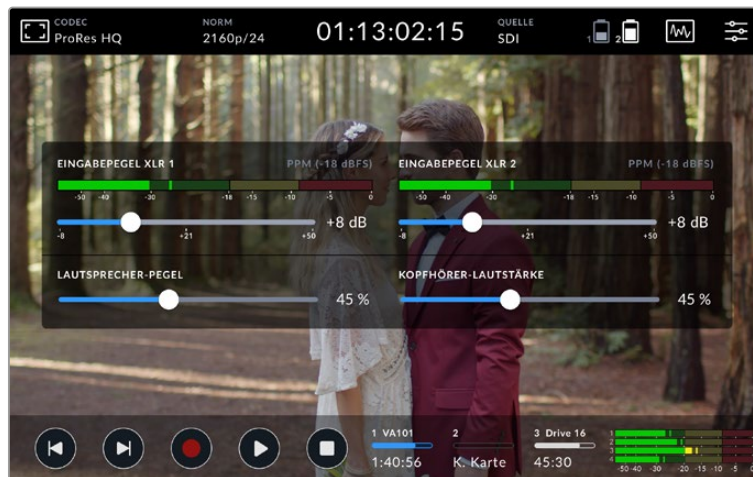 CODEC NORM 01:13:02:15 QUELLE
ProRes HQ 2160p/24 SDI 1 2
EINGABEPEGEL XLR 1 PPM (-18 dBFS) EINGABEPEGEL XLR 2 PPM (-18 dBFS)
-50 -40 -30 -18 -15 -10 -5 0 -50 -40 -30 -18 -15 -10 -5 0
+8 dB +8 dB
-8 +21 +50 -8 +21 +50
LAUTSPRECHER-PEGEL KOPFHÖRER-LAUTSTÄRKE
45 % 45 %
1 VA101 2 3 Drive 16
1:40:56 K. Karte 45:30
1
2
3
4
-50 -40 -30 -20 -15 -10 -5 0